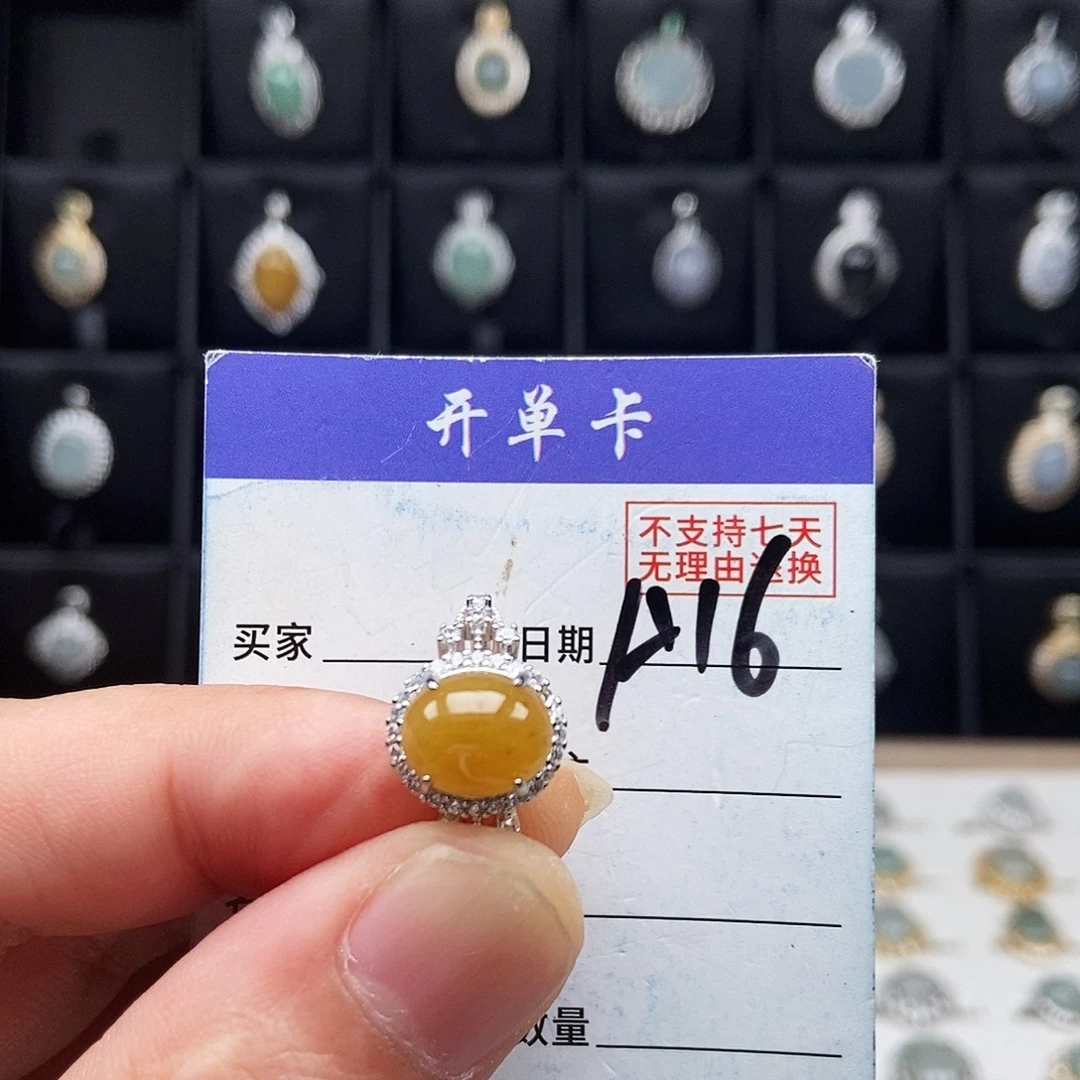 开单卡
不支持七天
无理由退换
买家 日期 A16
数量